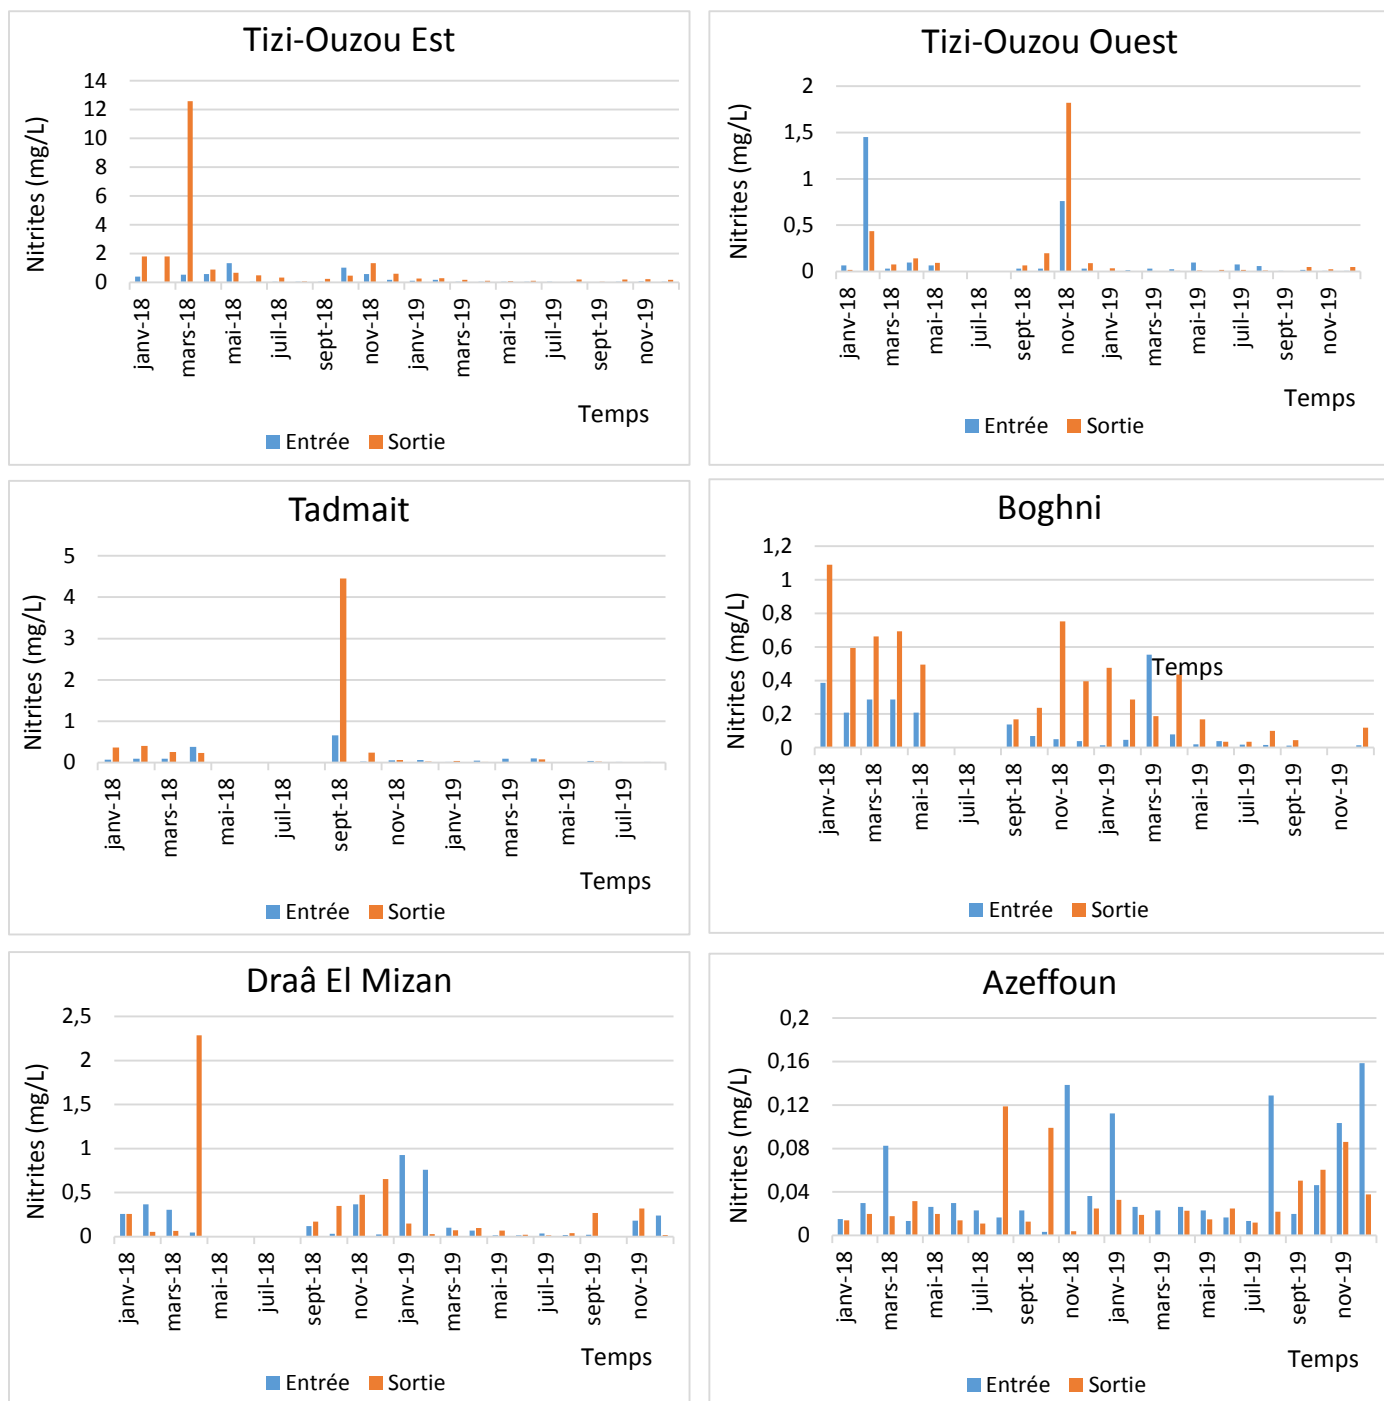 Tizi-Ouzou Est
Nitrites (mg/L)
14
12
10
8
6
4
2
0
janv-18
mars-18
mai-18
juil-18
sept-18
nov-18
janv-19
mars-19
mai-19
juil-19
sept-19
nov-19
Temps
Entrée Sortie
Tizi-Ouzou Ouest
Nitrites (mg/L)
2
1,5
1
0,5
0
janv-18
mars-18
mai-18
juil-18
sept-18
nov-18
janv-19
mars-19
mai-19
juil-19
sept-19
nov-19
Temps
Entrée Sortie
Tadmait
Nitrites (mg/L)
5
4
3
2
1
0
janv-18
mars-18
mai-18
juil-18
sept-18
nov-18
janv-19
mars-19
mai-19
juil-19
Temps
Entrée Sortie
Boghni
Nitrites (mg/L)
1,2
1
0,8
0,6
0,4
0,2
0
Temps
janv-18
mars-18
mai-18
juil-18
sept-18
nov-18
janv-19
mars-19
mai-19
juil-19
sept-19
nov-19
Entrée Sortie
Draâ El Mizan
Nitrites (mg/L)
2,5
2
1,5
1
0,5
0
janv-18
mars-18
mai-18
juil-18
sept-18
nov-18
janv-19
mars-19
mai-19
juil-19
sept-19
nov-19
Temps
Entrée Sortie
Azeffoun
Nitrites (mg/L)
0,2
0,16
0,12
0,08
0,04
0
janv-18
mars-18
mai-18
juil-18
sept-18
nov-18
janv-19
mars-19
mai-19
juil-19
sept-19
nov-19
Temps
Entrée Sortie